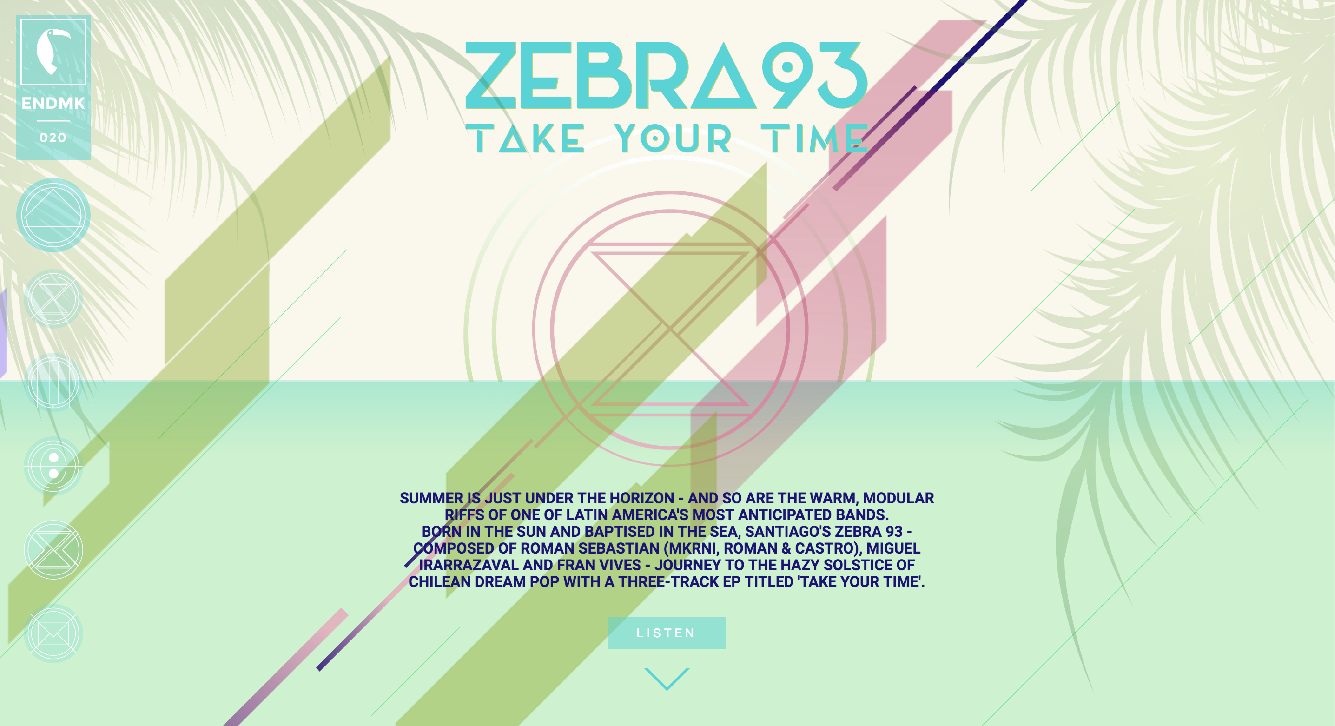 ENDMK
020
ZEBRA93
TAKE YOUR TIME
SUMMER IS JUST UNDER THE HORIZON - AND SO ARE THE WARM, MODULAR
RIFFS OF ONE OF LATIN AMERICA'S MOST ANTICIPATED BANDS.
BORN IN THE SUN AND BAPTISED IN THE SEA, SANTIAGO'S ZEBRA 93 -
COMPOSED OF ROMAN SEBASTIAN (MKRNI, ROMAN & CASTRO), MIGUEL
IRARRAZAVAL AND FRAN VIVES - JOURNEY TO THE HAZY SOLSTICE OF
CHILEAN DREAM POP WITH A THREE-TRACK EP TITLED 'TAKE YOUR TIME'.
LISTEN